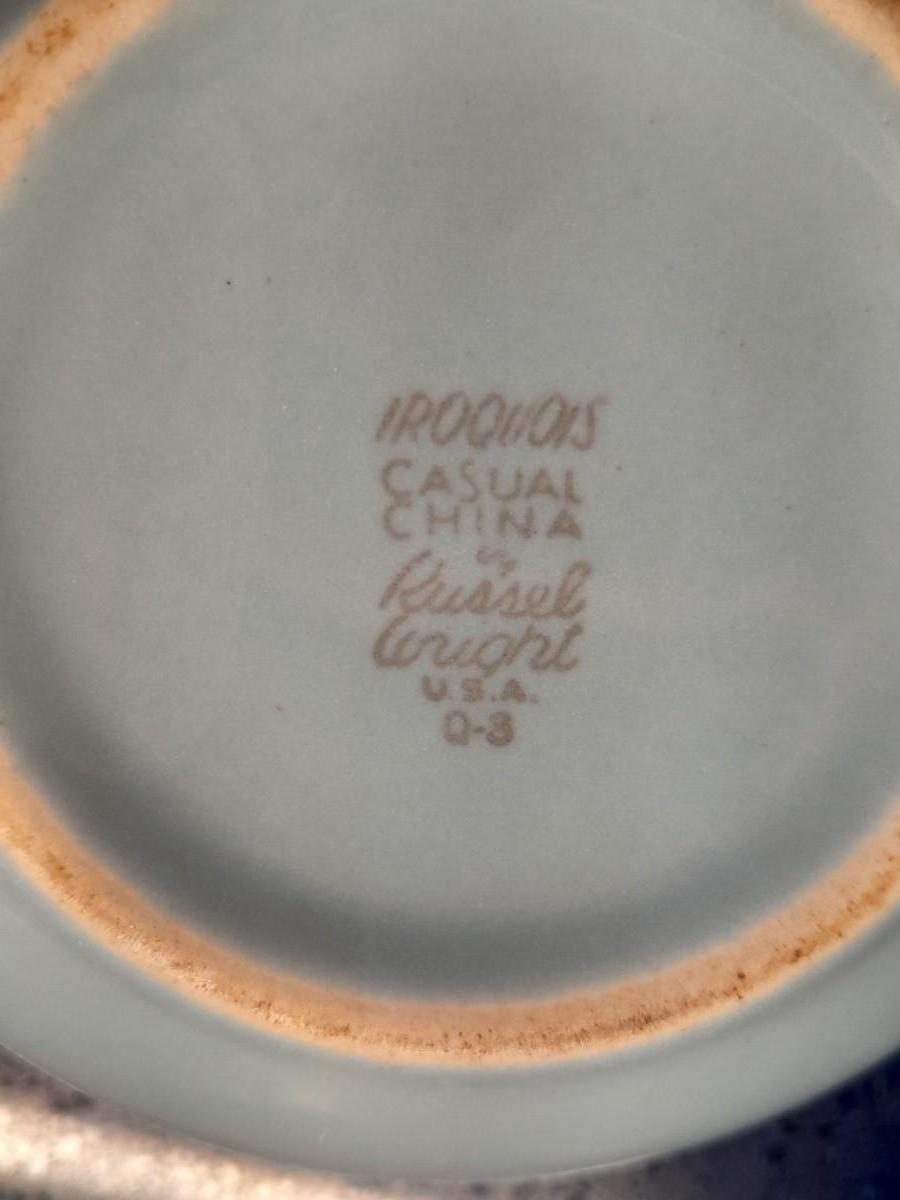 IROQUOIS
CASUAL
CHINA
by
Russel
Wright
U.S.A.
Q-3